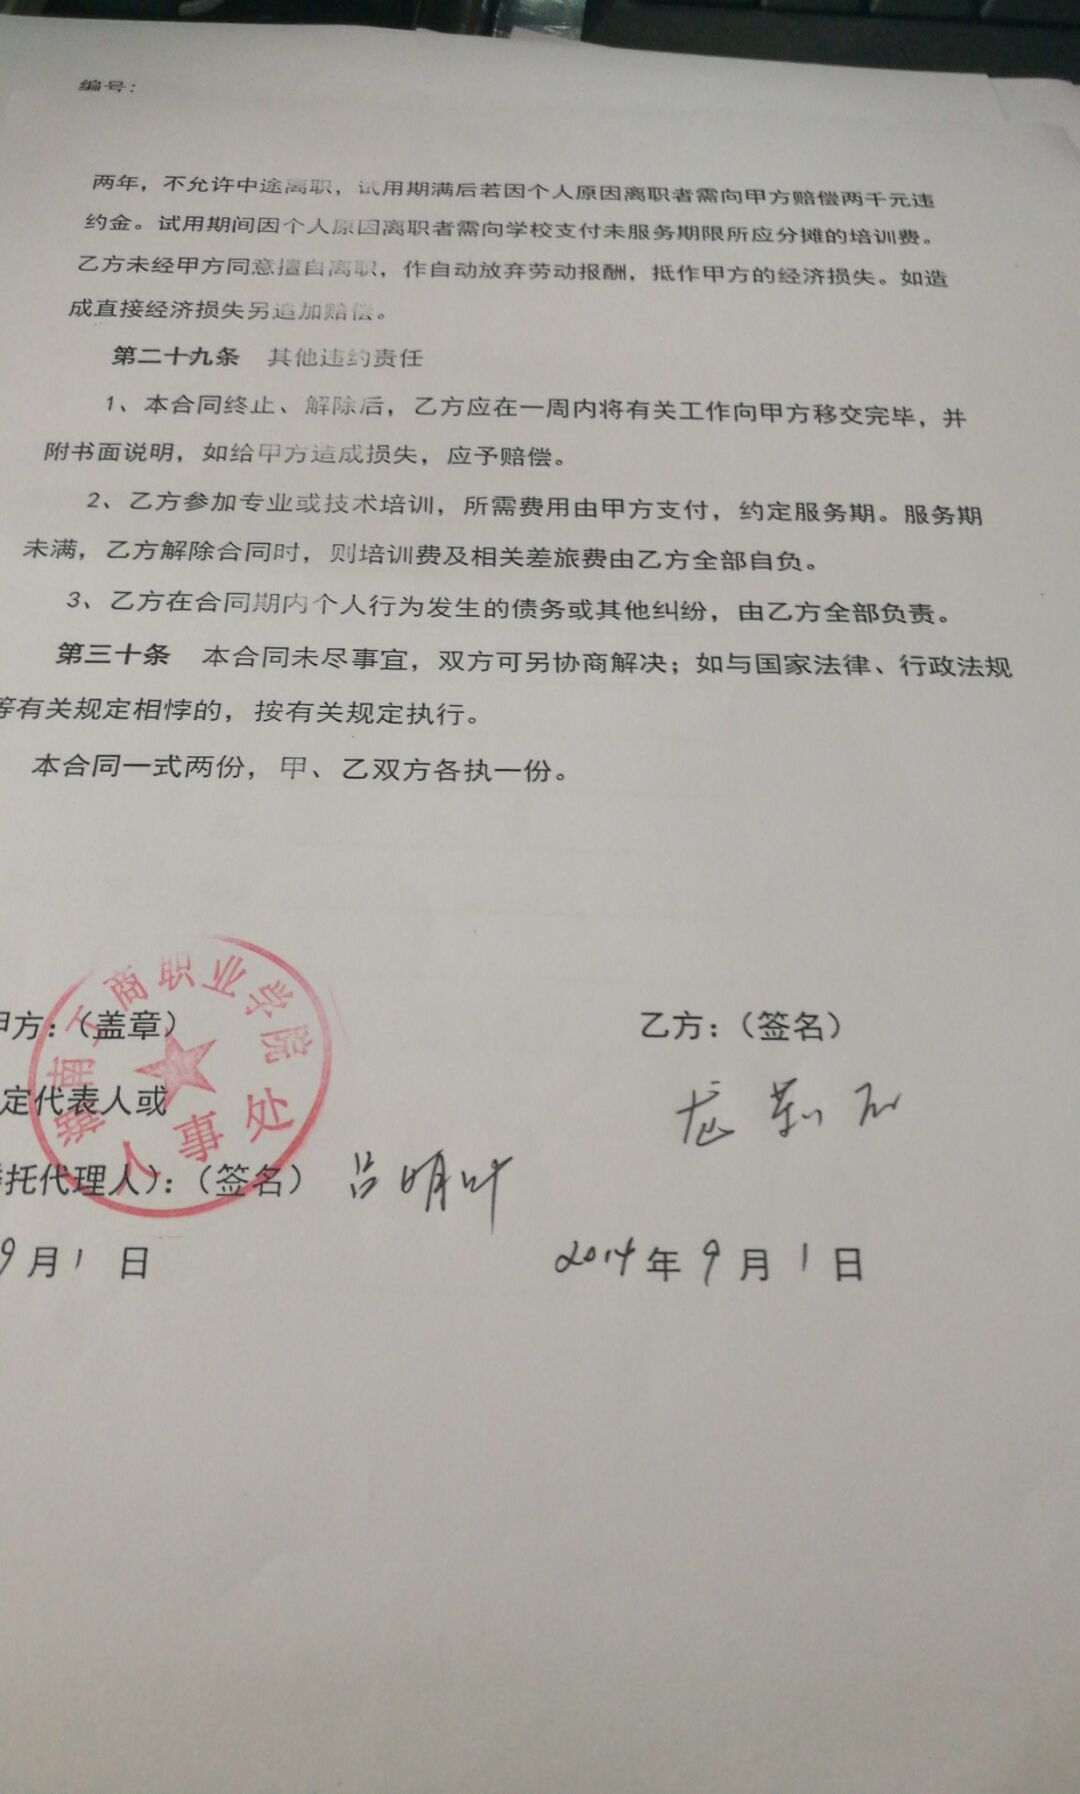 编号：
两年，不允许中途离职，试用期满后若因个人原因离职者需向甲方赔偿两千元违
约金。试用期间因个人原因离职者需向学校支付未服务期限所应分摊的培训费。
乙方未经甲方同意擅自离职，作自动放弃劳动报酬，抵作甲方的经济损失。如造
成直接经济损失另追加赔偿。
第二十九条 其他违约责任
1、本合同终止、解除后，乙方应在一周内将有关工作向甲方移交完毕，并
附书面说明，如给甲方造成损失，应予赔偿。
2、乙方参加专业或技术培训，所需费用由甲方支付，约定服务期。服务期
未满，乙方解除合同时，则培训费及相关差旅费由乙方全部自负。
3、乙方在合同期内个人行为发生的债务或其他纠纷，由乙方全部负责。
第三十条 本合同未尽事宜，双方可另协商解决；如与国家法律、行政法规
等有关规定相悖的，按有关规定执行。
本合同一式两份，甲、乙双方各执一份。
甲方：（盖章） 乙方：（签名）
南工商职业学院
人事处
定代表人或
托代理人）：（签名） 吕明
9月1日 2014年9月1日